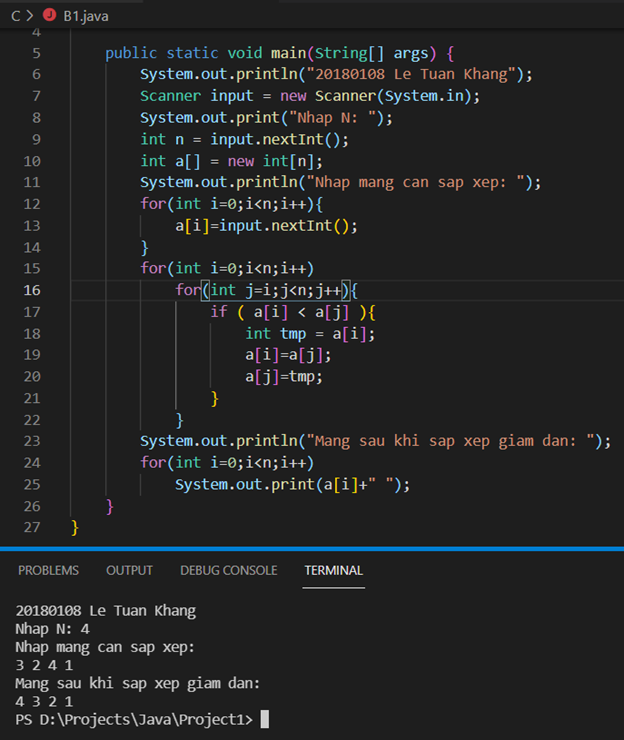 C > J B1.java
4
5 public static void main(String[] args) {
6 System.out.println("20180108 Le Tuan Khang");
7 Scanner input = new Scanner(System.in);
8 System.out.print("Nhap N: ");
9 int n = input.nextInt();
10 int a[] = new int[n];
11 System.out.println("Nhap mang can sap xep: ");
12 for(int i=0;i<n;i++){
13 a[i]=input.nextInt();
14 }
15 for(int i=0;i<n;i++)
16 for(int j=i;j<n;j++){
17 if ( a[i] < a[j] ){
18 int tmp = a[i];
19 a[i]=a[j];
20 a[j]=tmp;
21 }
22 }
23 System.out.println("Mang sau khi sap xep giam dan: ");
24 for(int i=0;i<n;i++)
25 System.out.print(a[i]+" ");
26 }
27 }
PROBLEMS OUTPUT DEBUG CONSOLE TERMINAL
20180108 Le Tuan Khang
Nhap N: 4
Nhap mang can sap xep:
3 2 4 1
Mang sau khi sap xep giam dan:
4 3 2 1
PS D:\Projects\Java\Project1>